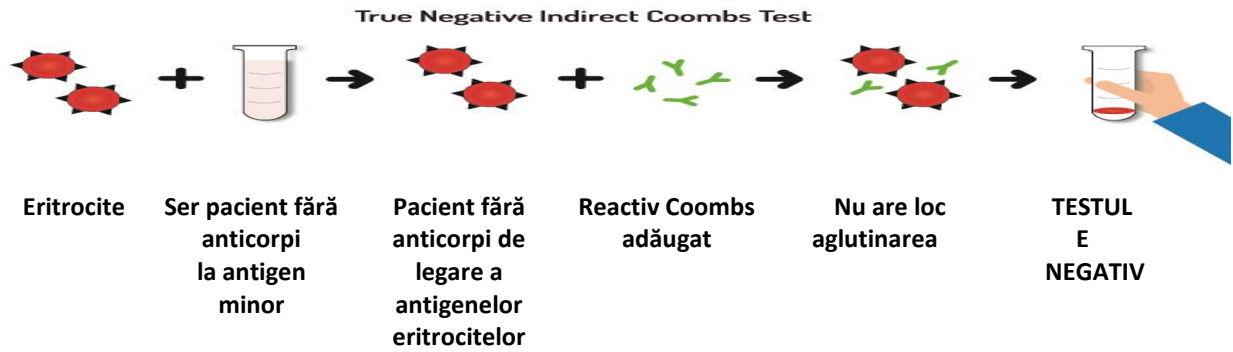 True Negative Indirect Coombs Test
Eritrocite
Ser pacient fără
anticorpi
la antigen
minor
Pacient fără
anticorpi de
legare a
antigenelor
eritrocitelor
Reactiv Coombs
adăugat
Nu are loc
aglutinarea
TESTUL
E
NEGATIV